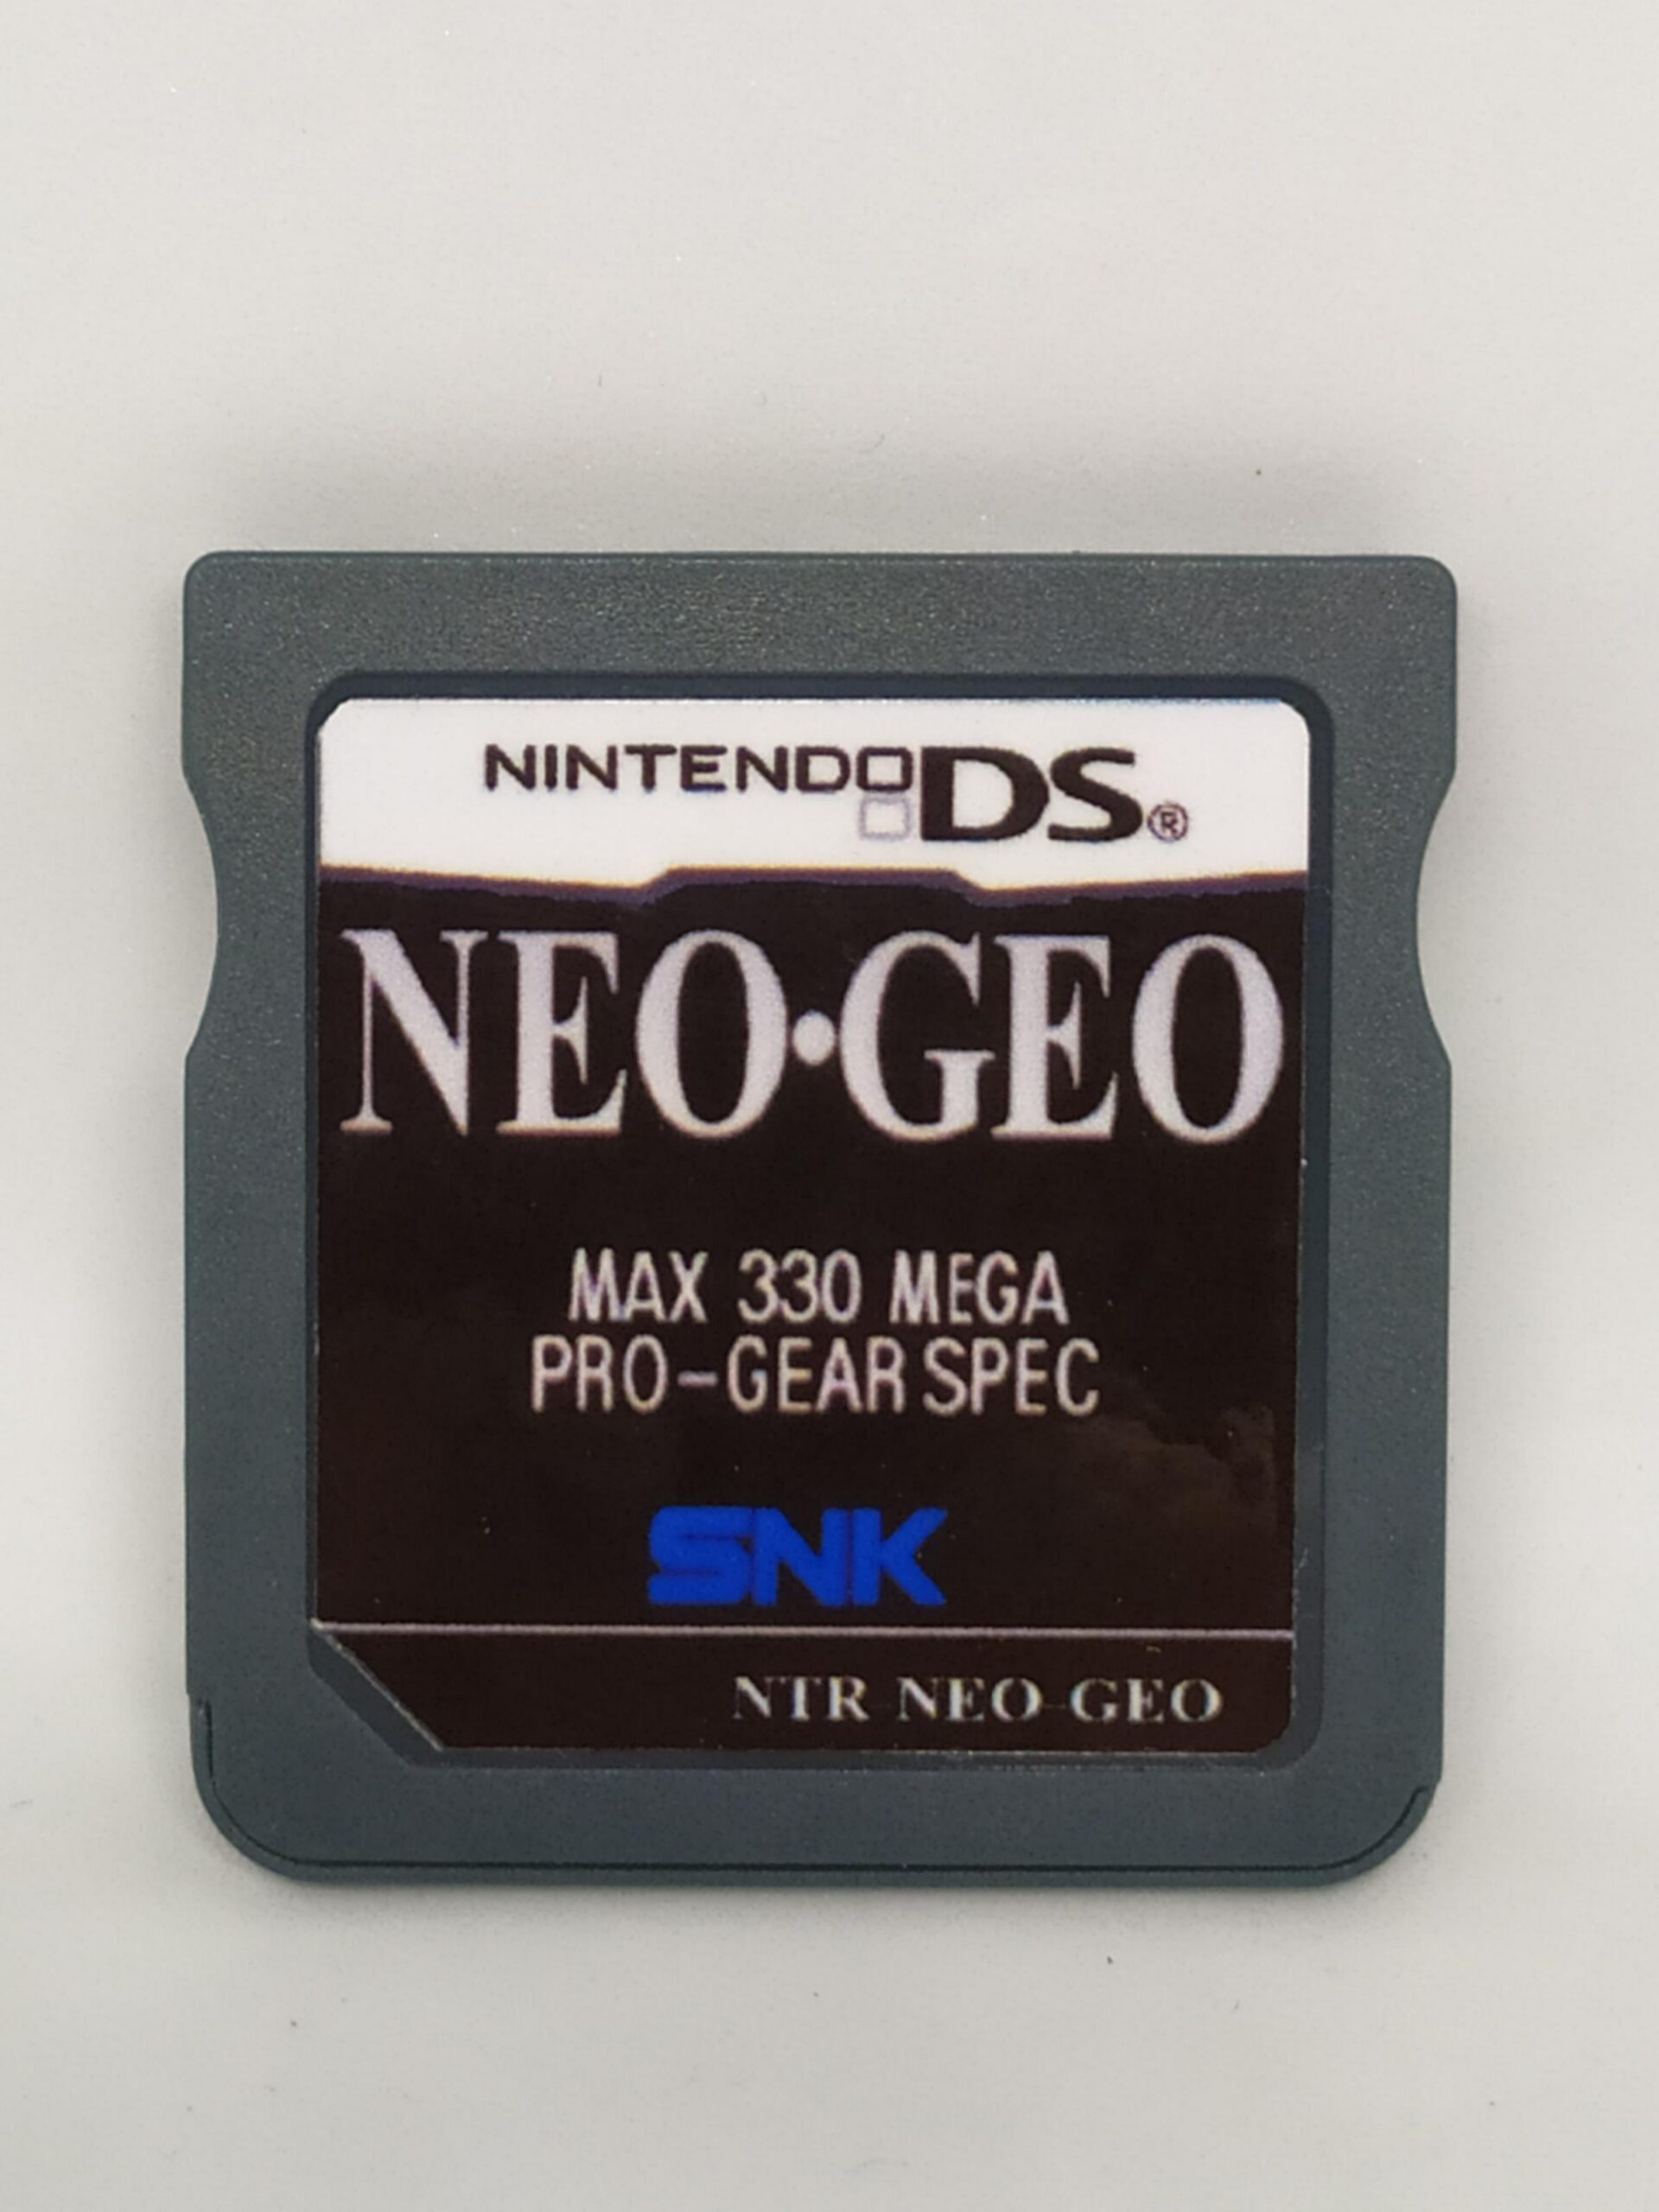 NINTENDO DS®
NEO·GEO
MAX 330 MEGA
PRO-GEAR SPEC
SNK
NTR-NEO-GEO